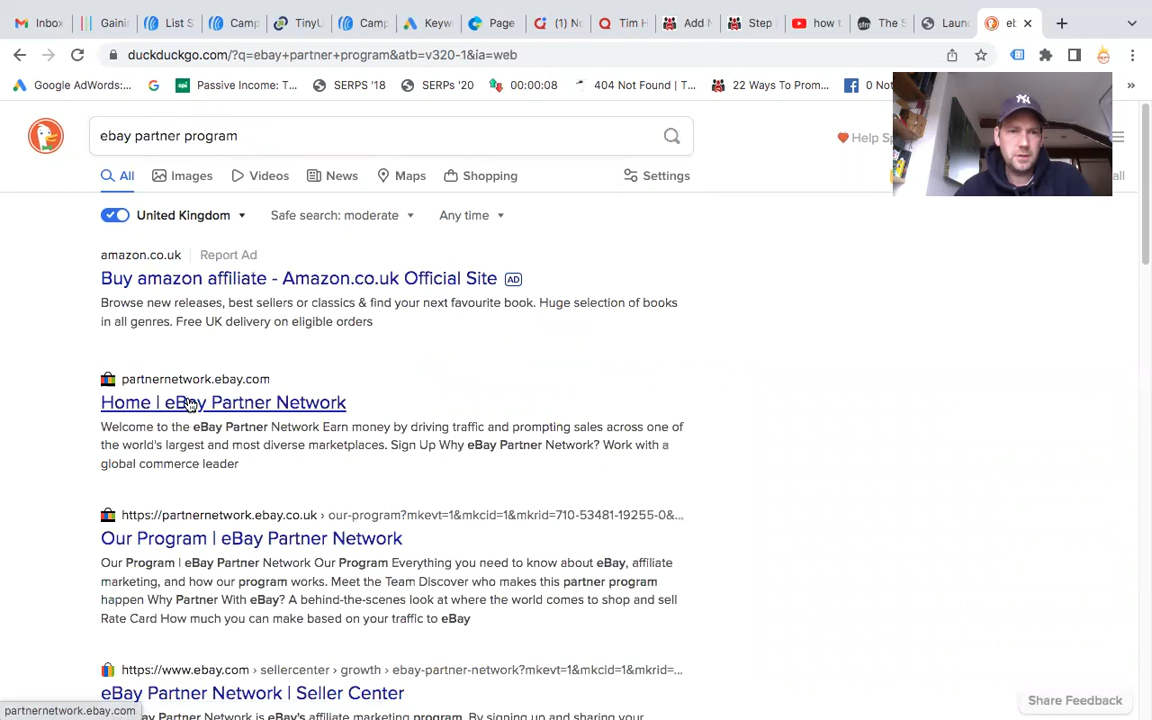 Inbox
Gainin
List S
Camp
TinyU
Camp
Keyw
Page
(1) No
Tim H
Add N
Step
how t
The S
Laund
eb
duckduckgo.com/?q=ebay+partner+program&atb=v320-1&ia=web
Google AdWords:...
Passive Income: T...
SERPS '18
SERPs '20
00:00:08
404 Not Found | T...
22 Ways To Prom...
0 Not
»
ebay partner program
Help Sp
All
Images
Videos
News
Maps
Shopping
Settings
United Kingdom
Safe search: moderate
Any time
amazon.co.uk
Report Ad
Buy amazon affiliate - Amazon.co.uk Official Site AD
Browse new releases, best sellers or classics & find your next favourite book. Huge selection of books
in all genres. Free UK delivery on eligible orders
partnernetwork.ebay.com
Home | eBay Partner Network
Welcome to the eBay Partner Network Earn money by driving traffic and prompting sales across one of
the world's largest and most diverse marketplaces. Sign Up Why eBay Partner Network? Work with a
global commerce leader
https://partnernetwork.ebay.co.uk › our-program?mkevt=1&mkcid=1&mkrid=710-53481-19255-0&...
Our Program | eBay Partner Network
Our Program | eBay Partner Network Our Program Everything you need to know about eBay, affiliate
marketing, and how our program works. Meet the Team Discover who makes this partner program
happen Why Partner With eBay? A behind-the-scenes look at where the world comes to shop and sell
Rate Card How much you can make based on your traffic to eBay
https://www.ebay.com › sellercenter › growth › ebay-partner-network?mkevt=1&mkcid=1&mkrid=...
eBay Partner Network | Seller Center
partnernetwork.ebay.com
Share Feedback